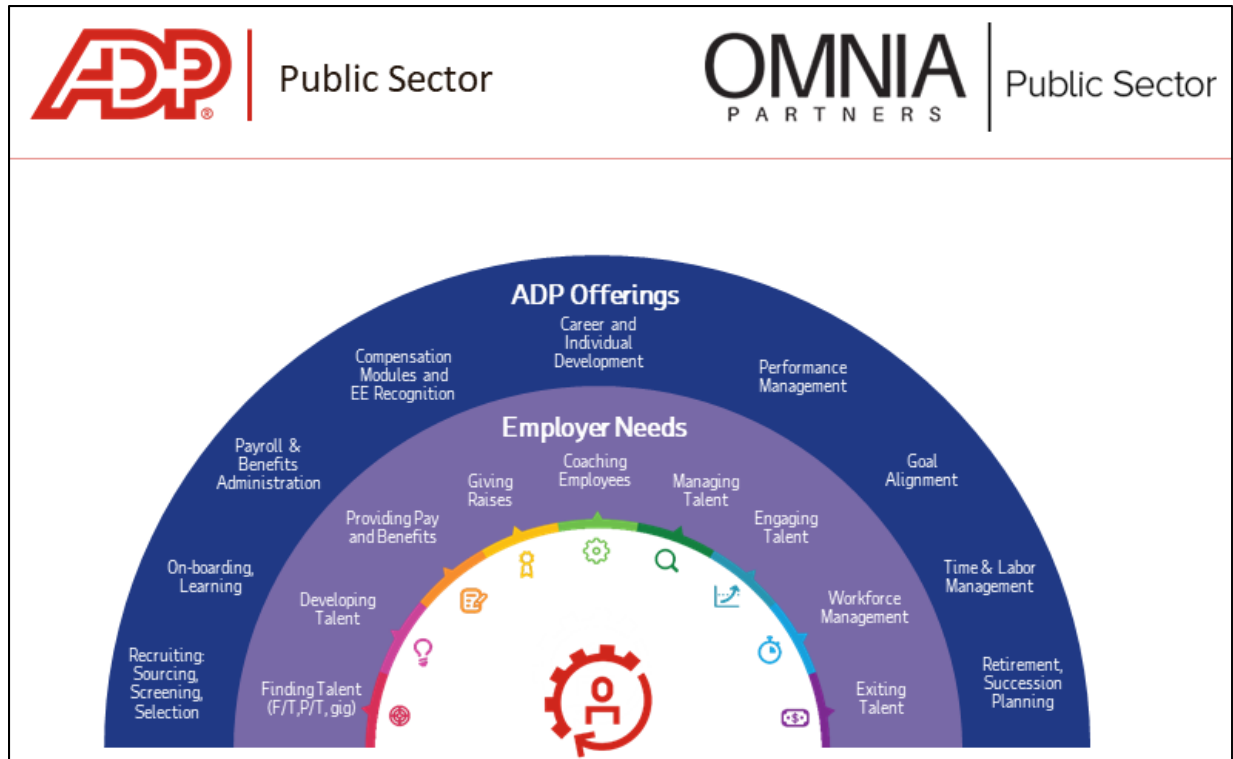 ADP®
Public Sector
OMNIA
PARTNERS
Public Sector
ADP Offerings
Career and
Individual
Development
Compensation
Modules and
EE Recognition
Performance
Management
Payroll &
Benefits
Administration
Goal
Alignment
On-boarding,
Learning
Time & Labor
Management
Recruiting:
Sourcing,
Screening,
Selection
Retirement,
Succession
Planning
Employer Needs
Coaching
Employees
Giving
Raises
Managing
Talent
Providing Pay
and Benefits
Engaging
Talent
Developing
Talent
Workforce
Management
Finding Talent
(F/T,P/T, gig)
Exiting
Talent
$